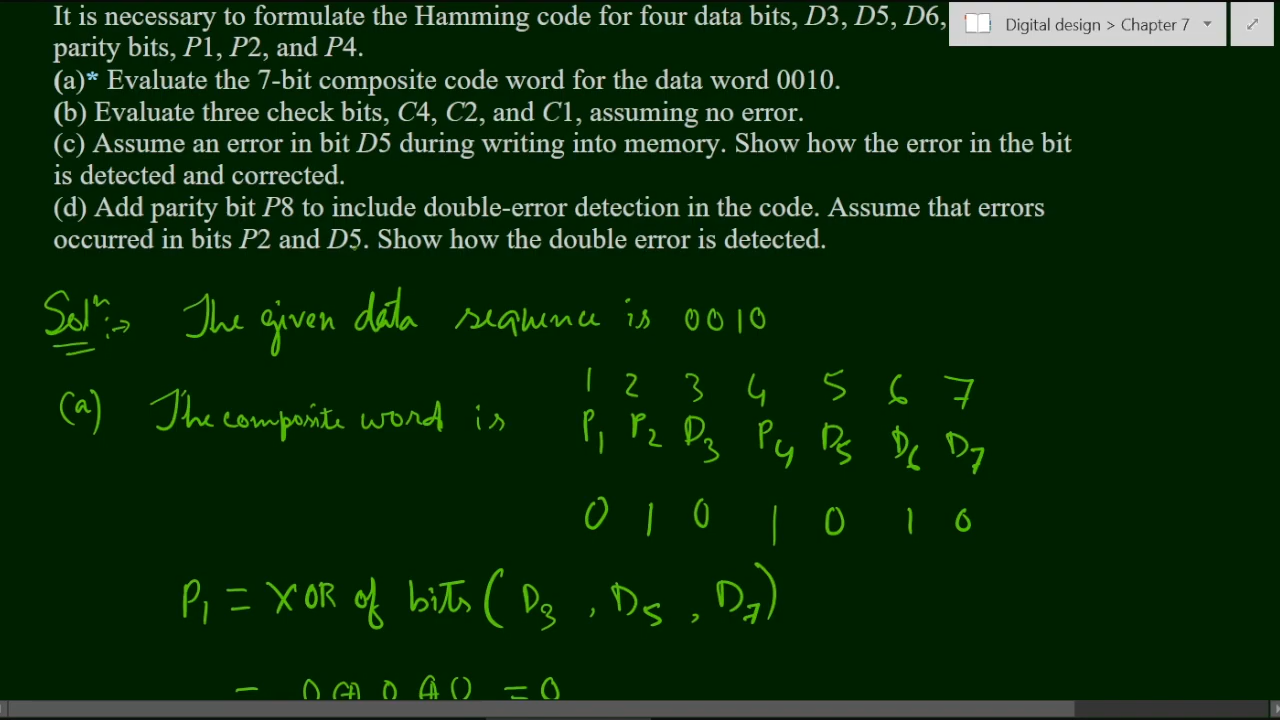 It is necessary to formulate the Hamming code for four data bits, D3, D5, D6,
Digital design > Chapter 7
parity bits, P1, P2, and P4.
(a)* Evaluate the 7-bit composite code word for the data word 0010.
(b) Evaluate three check bits, C4, C2, and C1, assuming no error.
(c) Assume an error in bit D5 during writing into memory. Show how the error in the bit
is detected and corrected.
(d) Add parity bit P8 to include double-error detection in the code. Assume that errors
occurred in bits P2 and D5. Show how the double error is detected.
Solⁿ:→ The given data sequence is 0010
1 2 3 4 5 6 7
(a) The composite word is P₁ P₂ D₃ P₄ D₅ D₆ D₇
0 1 0 1 0 1 0
P₁ = XOR of bits (D₃, D₅, D₇)
= 0⊕0⊕0 = 0